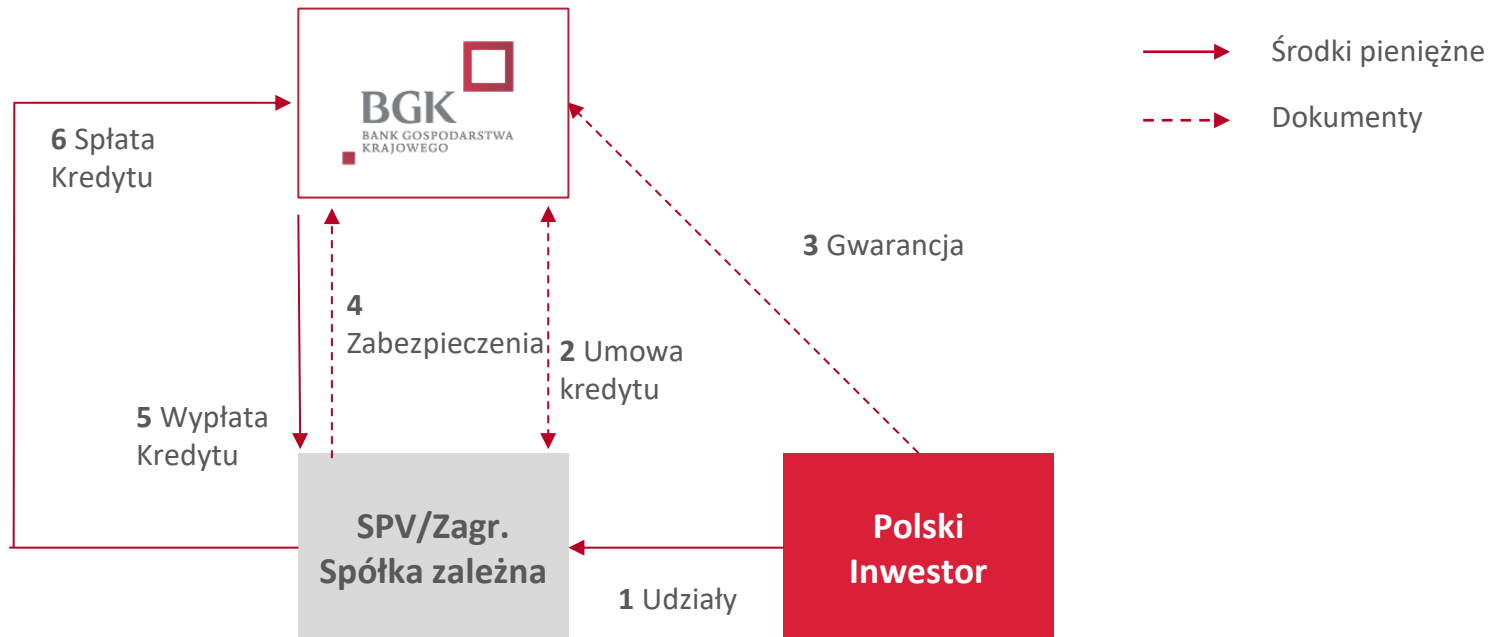 BGK
BANK GOSPODARSTWA
KRAJOWEGO
Środki pieniężne
Dokumenty
6 Spłata
Kredytu
3 Gwarancja
4
Zabezpieczenia
2 Umowa
kredytu
5 Wypłata
Kredytu
SPV/Zagr.
Spółka zależna
Polski
Inwestor
1 Udziały